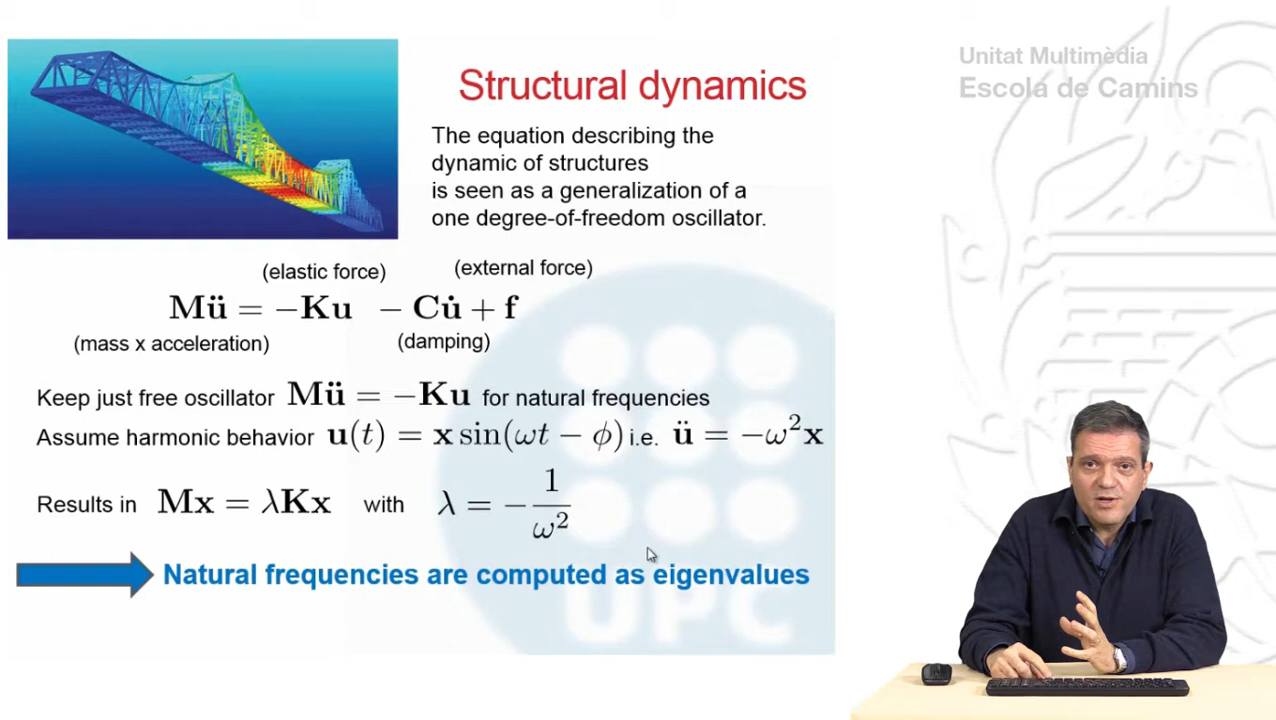 Unitat Multimèdia
Escola de Camins
Structural dynamics
The equation describing the
dynamic of structures
is seen as a generalization of a
one degree-of-freedom oscillator.
(elastic force) (external force)
Mü = −Ku − Cu̇ + f
(mass x acceleration) (damping)
Keep just free oscillator Mü = −Ku for natural frequencies
Assume harmonic behavior u(t) = x sin(ωt − ϕ) i.e. ü = −ω²x
Results in Mx = λKx with λ = −1/ω²
Natural frequencies are computed as eigenvalues
UPC